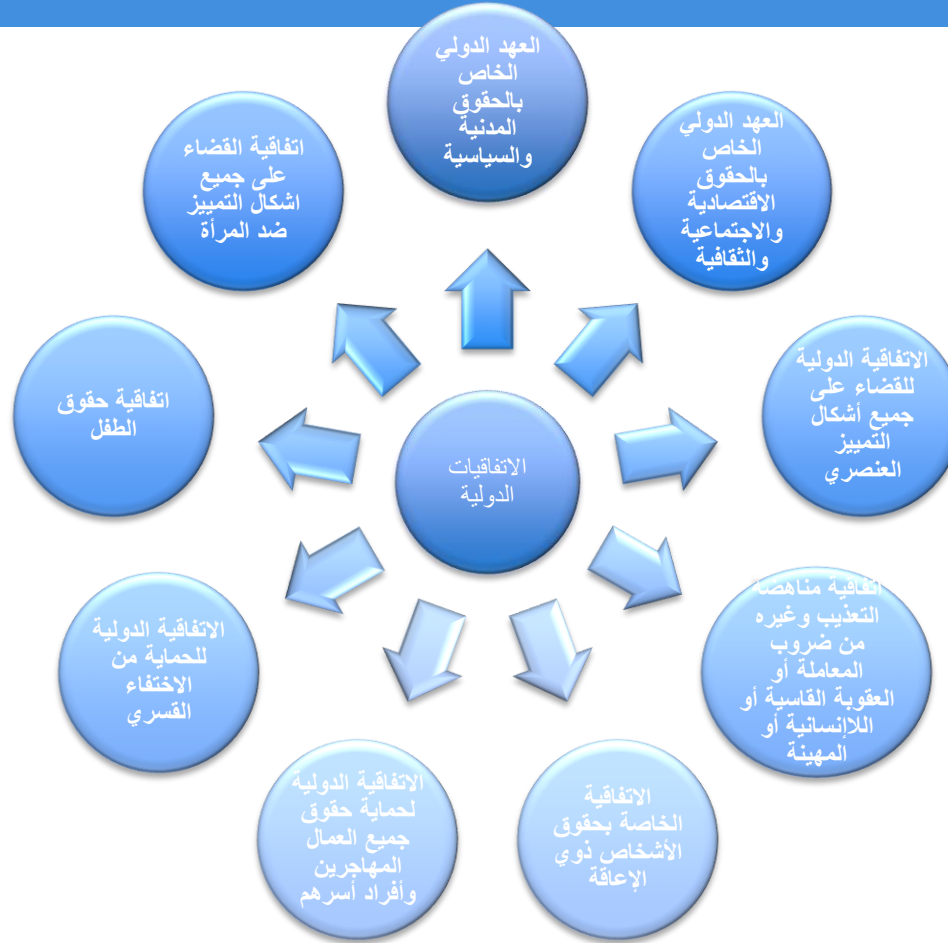 العهد الدولي
الخاص
بالحقوق
المدنية
والسياسية
العهد الدولي
الخاص
بالحقوق
الاقتصادية
والاجتماعية
والثقافية
الاتفاقية الدولية
للقضاء على
جميع أشكال
التمييز
العنصري
اتفاقية مناهضة
التعذيب وغيره
من ضروب
المعاملة أو
العقوبة القاسية أو
اللاإنسانية أو
المهينة
الاتفاقية
الخاصة بحقوق
الأشخاص ذوي
الإعاقة
الاتفاقية الدولية
لحماية حقوق
جميع العمال
المهاجرين
وأفراد أسرهم
الاتفاقية الدولية
للحماية من
الاختفاء
القسري
اتفاقية حقوق
الطفل
اتفاقية القضاء
على جميع
اشكال التمييز
ضد المرأة
الاتفاقيات
الدولية